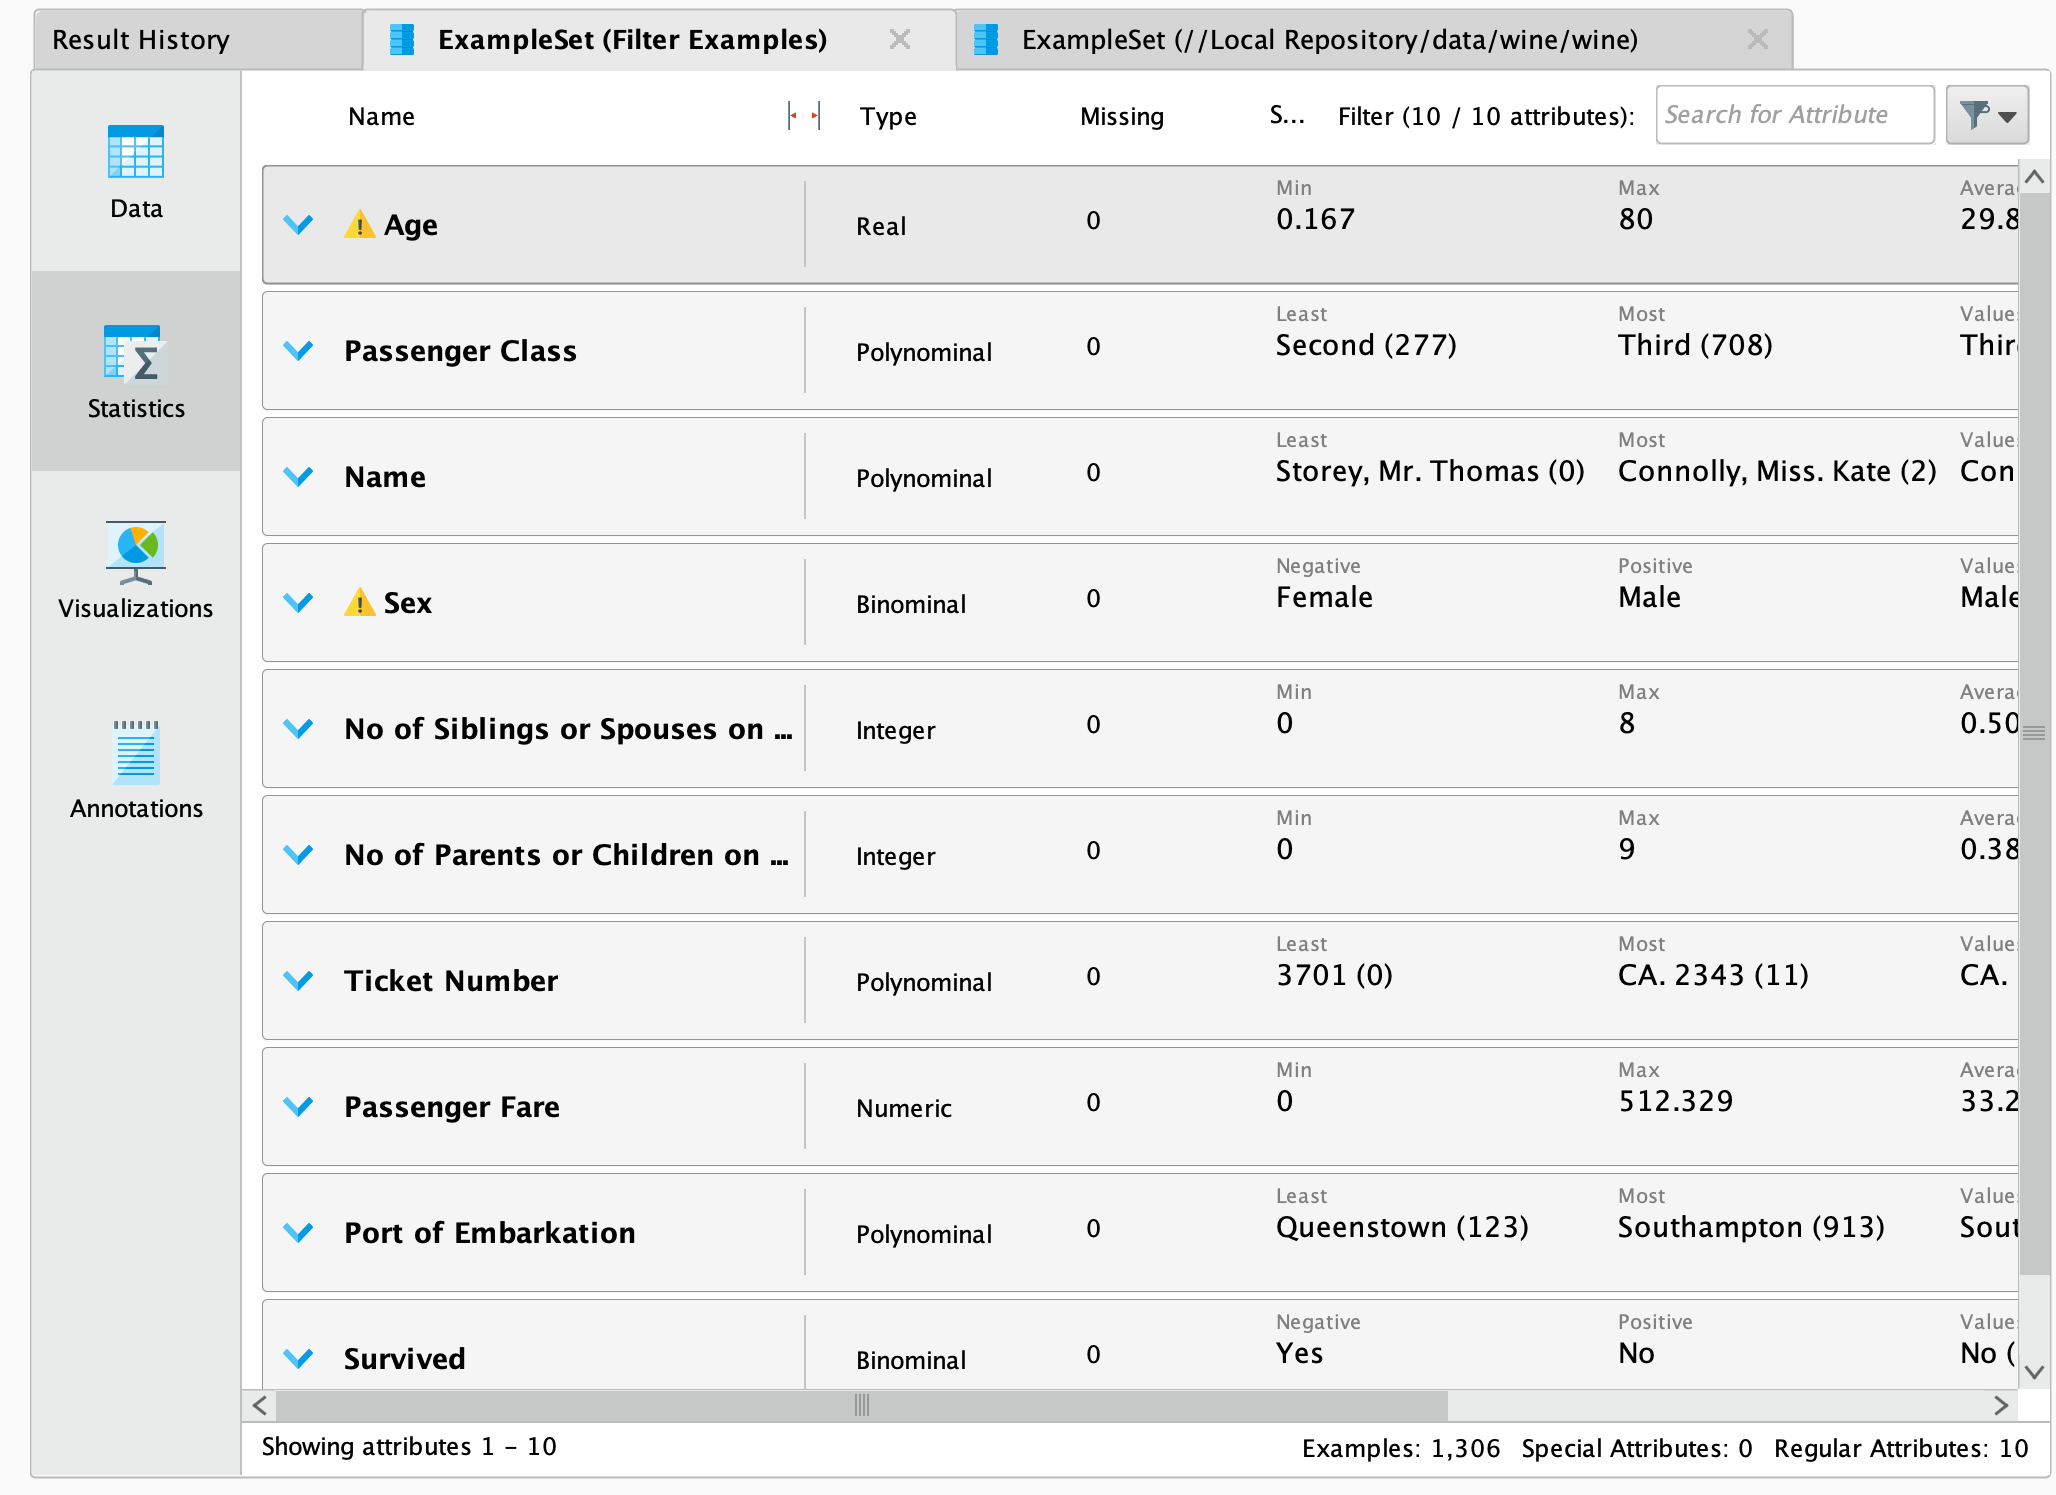 Result History
ExampleSet (Filter Examples)
ExampleSet (//Local Repository/data/wine/wine)
Data
Statistics
Visualizations
Annotations
Name Type Missing S... Filter (10 / 10 attributes): Search for Attribute
Min Max Avera
Age Real 0 0.167 80 29.8
Least Most Value
Passenger Class Polynominal 0 Second (277) Third (708) Thir
Least Most Value
Name Polynominal 0 Storey, Mr. Thomas (0) Connolly, Miss. Kate (2) Con
Negative Positive Value
Sex Binominal 0 Female Male Male
Min Max Avera
No of Siblings or Spouses on ... Integer 0 0 8 0.50
Min Max Avera
No of Parents or Children on ... Integer 0 0 9 0.38
Least Most Value
Ticket Number Polynominal 0 3701 (0) CA. 2343 (11) CA.
Min Max Avera
Passenger Fare Numeric 0 0 512.329 33.2
Least Most Value
Port of Embarkation Polynominal 0 Queenstown (123) Southampton (913) Sout
Negative Positive Value
Survived Binominal 0 Yes No No (
Showing attributes 1 - 10
Examples: 1,306 Special Attributes: 0 Regular Attributes: 10